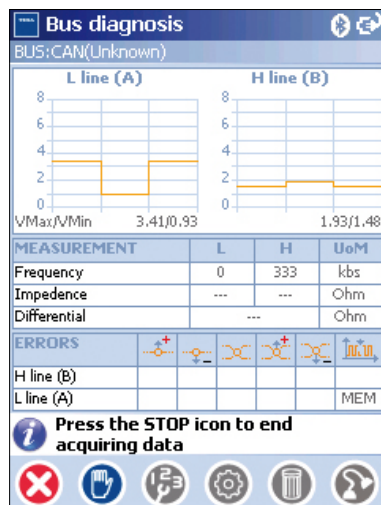 Bus diagnosis
BUS:CAN(Unknown)
L line (A) H line (B)
8 8
6 6
4 4
2 2
0 0
VMax/VMin 3.41/0.93 1.93/1.48
MEASUREMENT L H UoM
Frequency 0 333 kbs
Impedence --- --- Ohm
Differential --- Ohm
ERRORS
H line (B)
L line (A) MEM
Press the STOP icon to end
acquiring data
123